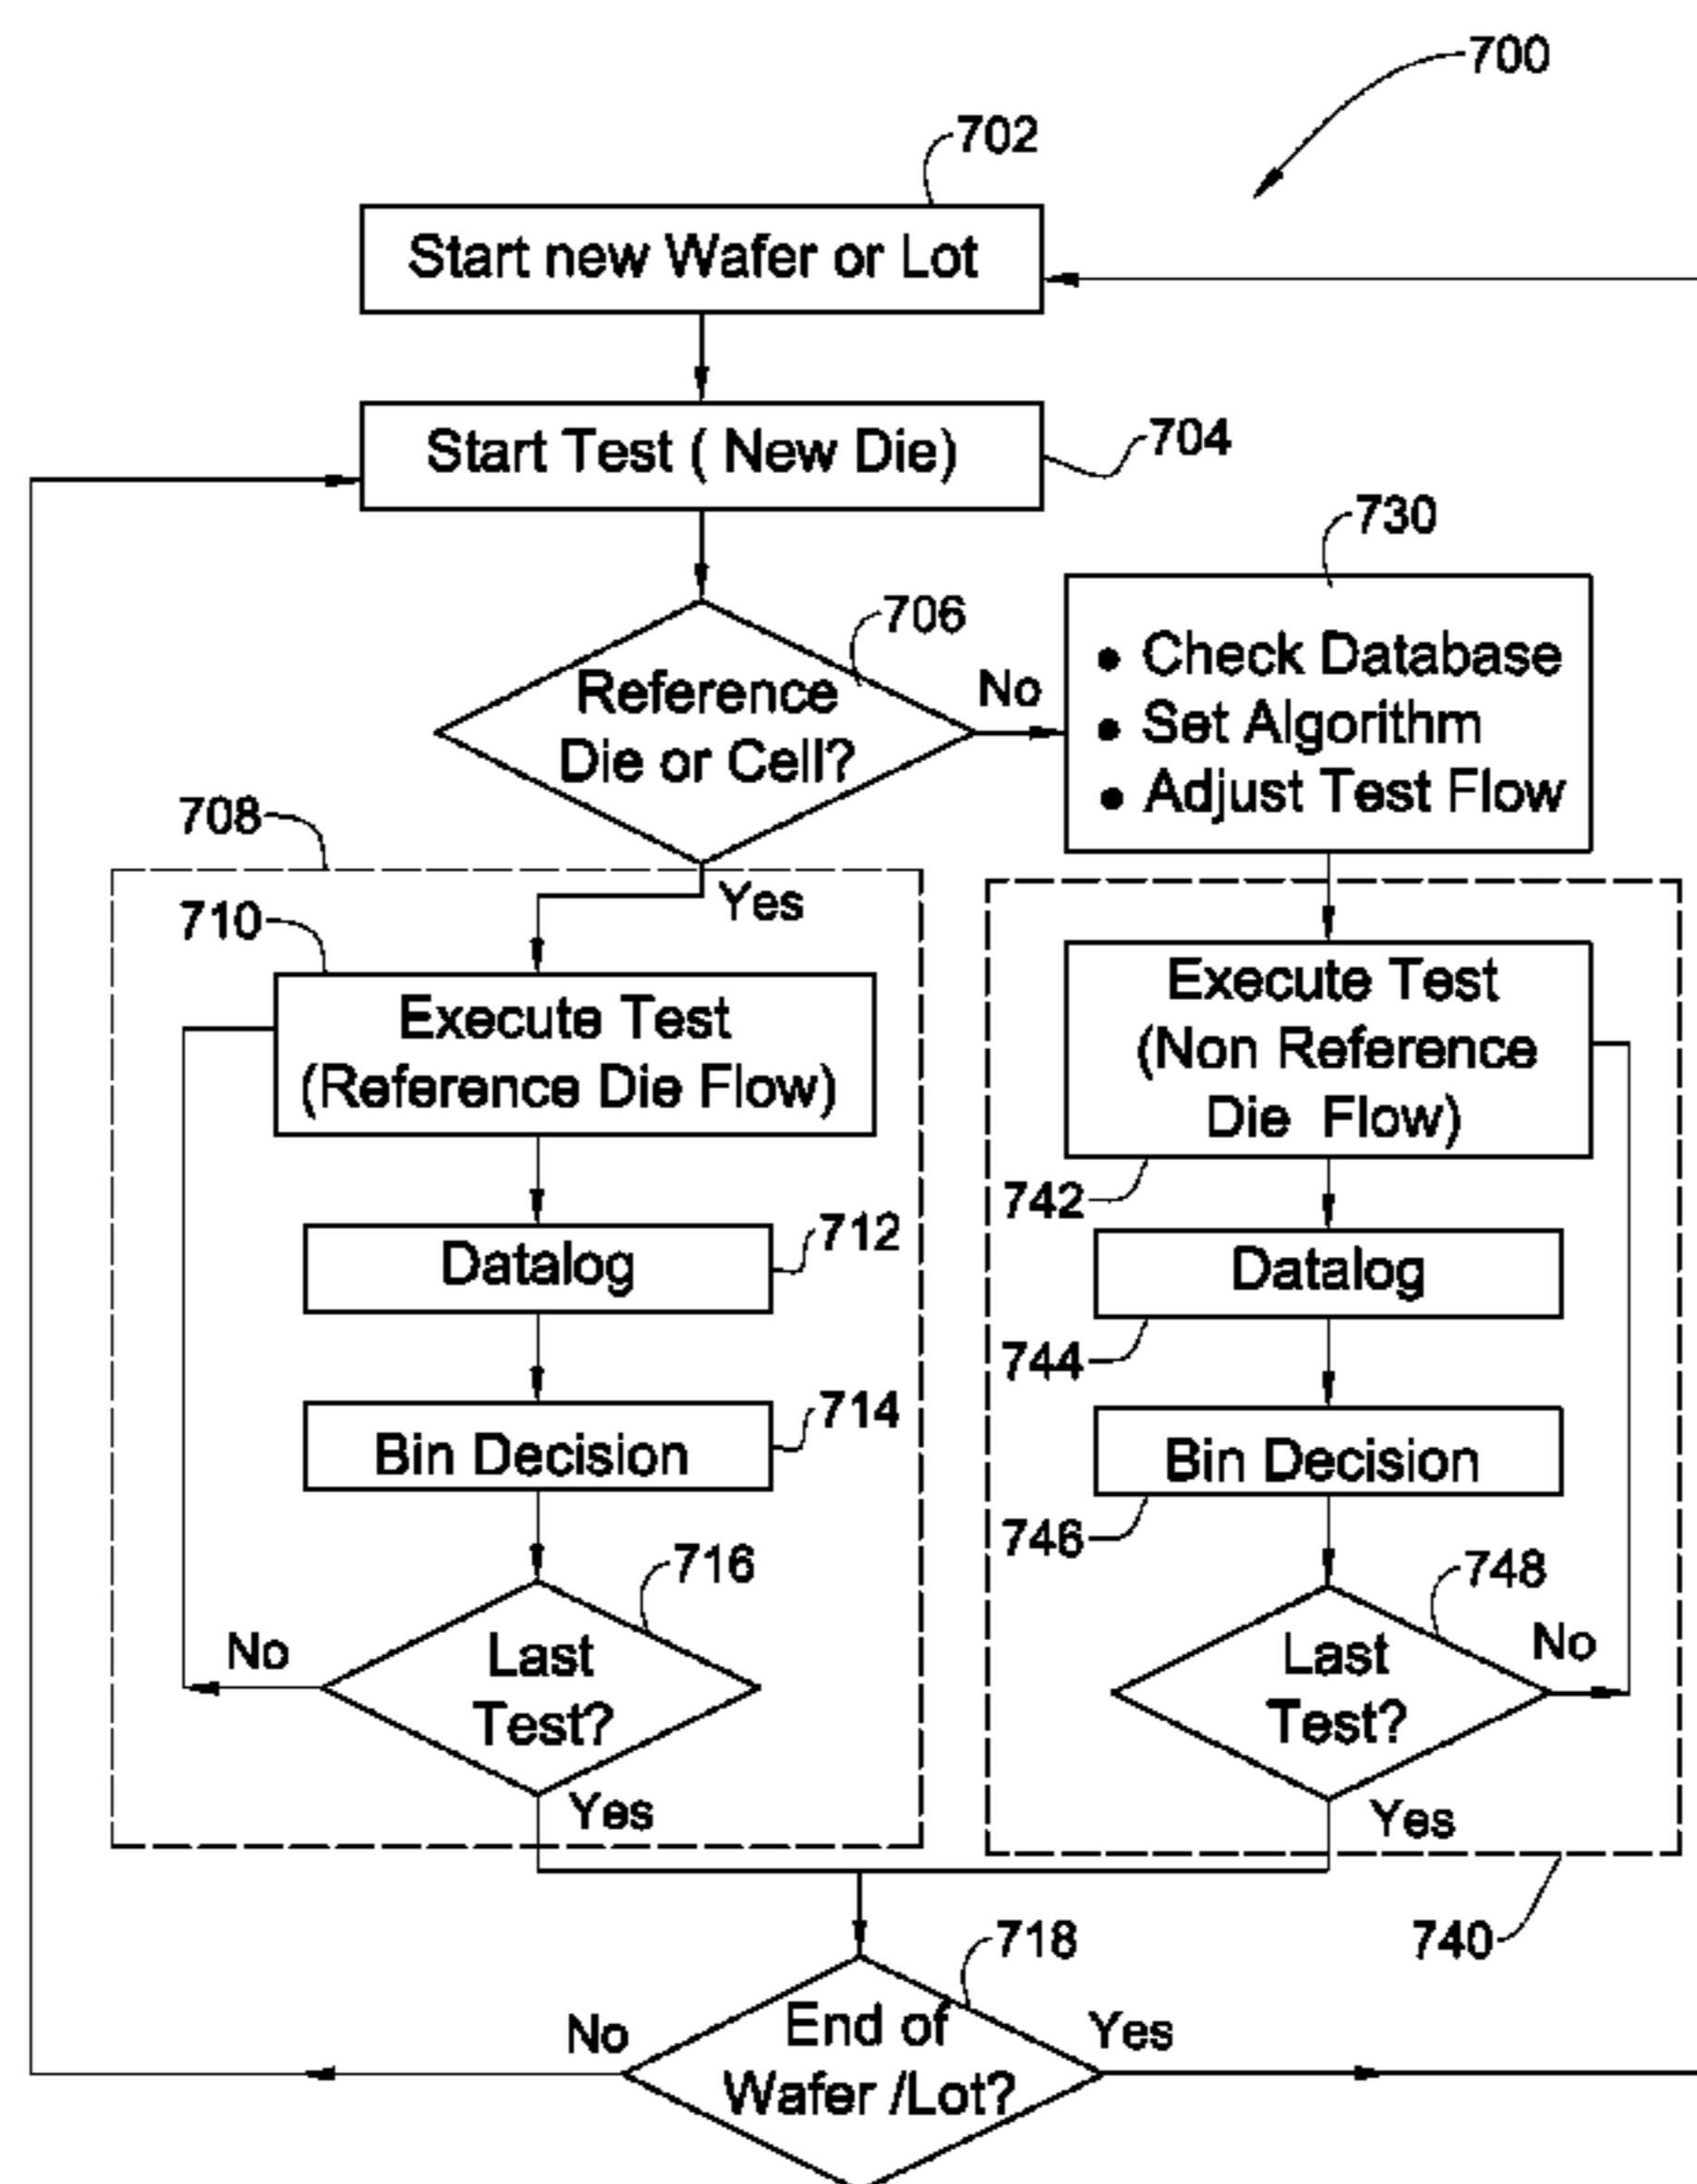 700
702
Start new Wafer or Lot
Start Test ( New Die)
704
730
706
Reference
Die or Cell?
No
• Check Database
• Set Algorithm
• Adjust Test Flow
708
Yes
710
Execute Test
(Reference Die Flow)
Execute Test
(Non Reference
Die Flow)
742
712
Datalog
Datalog
744
714
Bin Decision
Bin Decision
746
716
748
No
Last
Test?
Last
Test?
No
Yes
Yes
740
718
No
End of
Wafer /Lot?
Yes